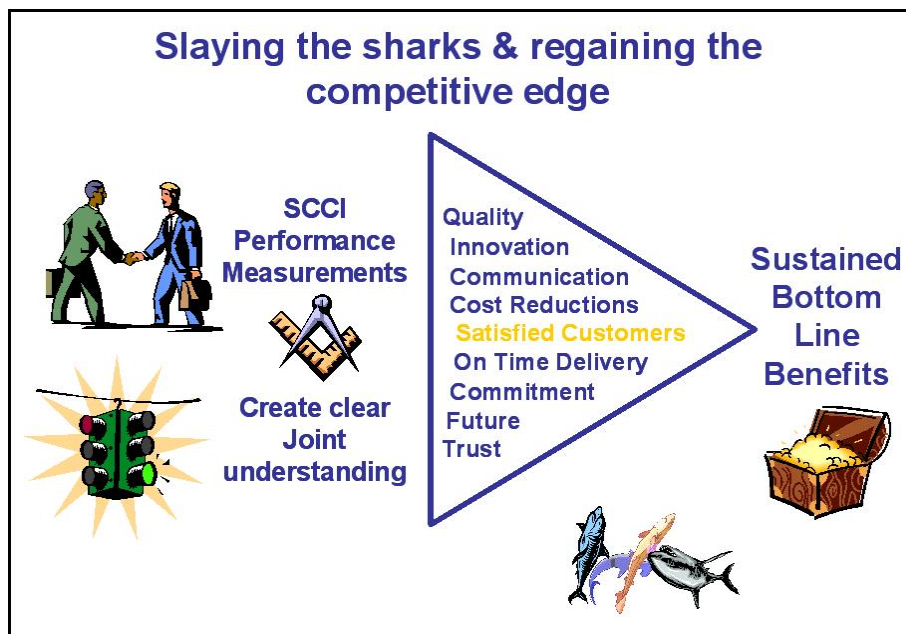 Slaying the sharks & regaining the
competitive edge
SCCI
Performance
Measurements
Create clear
Joint
understanding
Quality
Innovation
Communication
Cost Reductions
Satisfied Customers
On Time Delivery
Commitment
Future
Trust
Sustained
Bottom
Line
Benefits